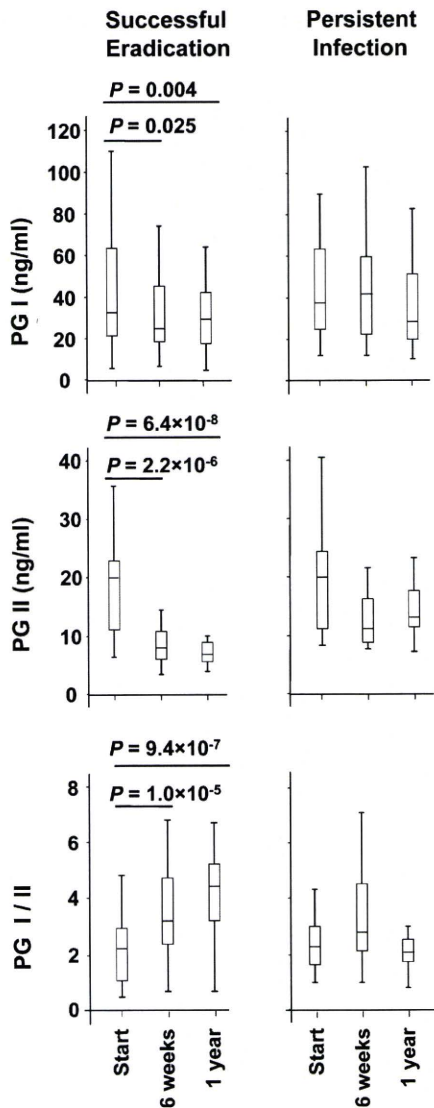 Successful Eradication
Persistent Infection
P = 0.004
P = 0.025
PG I (ng/ml)
120
100
80
60
40
20
0
P = 6.4×10⁻⁸
P = 2.2×10⁻⁶
PG II (ng/ml)
40
30
20
10
0
P = 9.4×10⁻⁷
P = 1.0×10⁻⁵
PG I / II
8
6
4
2
0
Start
6 weeks
1 year
Start
6 weeks
1 year